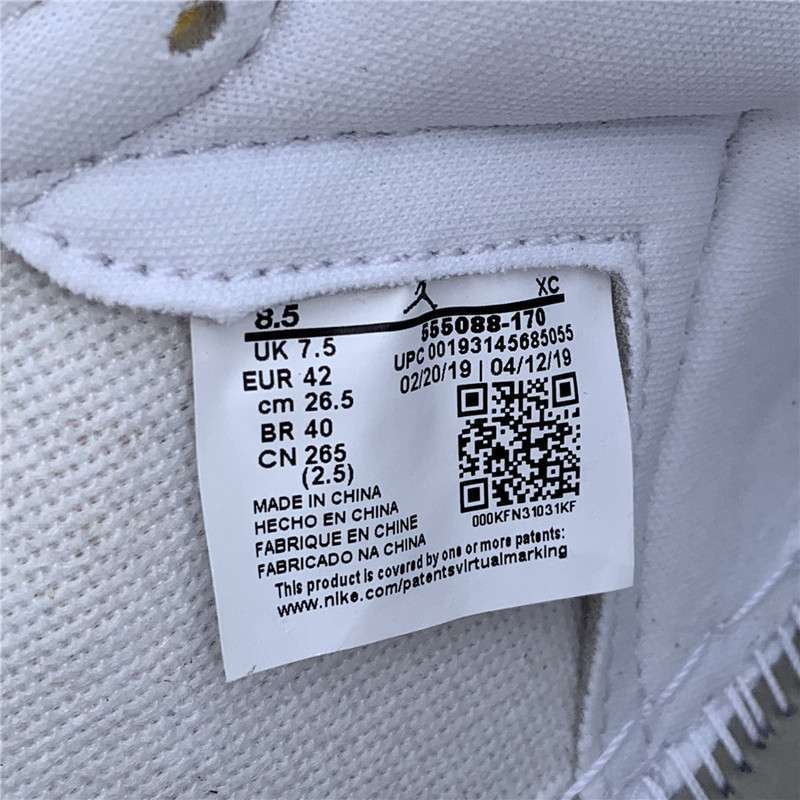 8.5 XC
UK 7.5 555088-170
EUR 42 UPC 00193145685055
cm 26.5 02/20/19 | 04/12/19
BR 40
CN 265
(2.5)
000KFN31031KF
MADE IN CHINA
HECHO EN CHINA
FABRIQUE EN CHINE
FABRICADO NA CHINA
This product is covered by one or more patents:
www.nike.com/patentsvirtualmarking